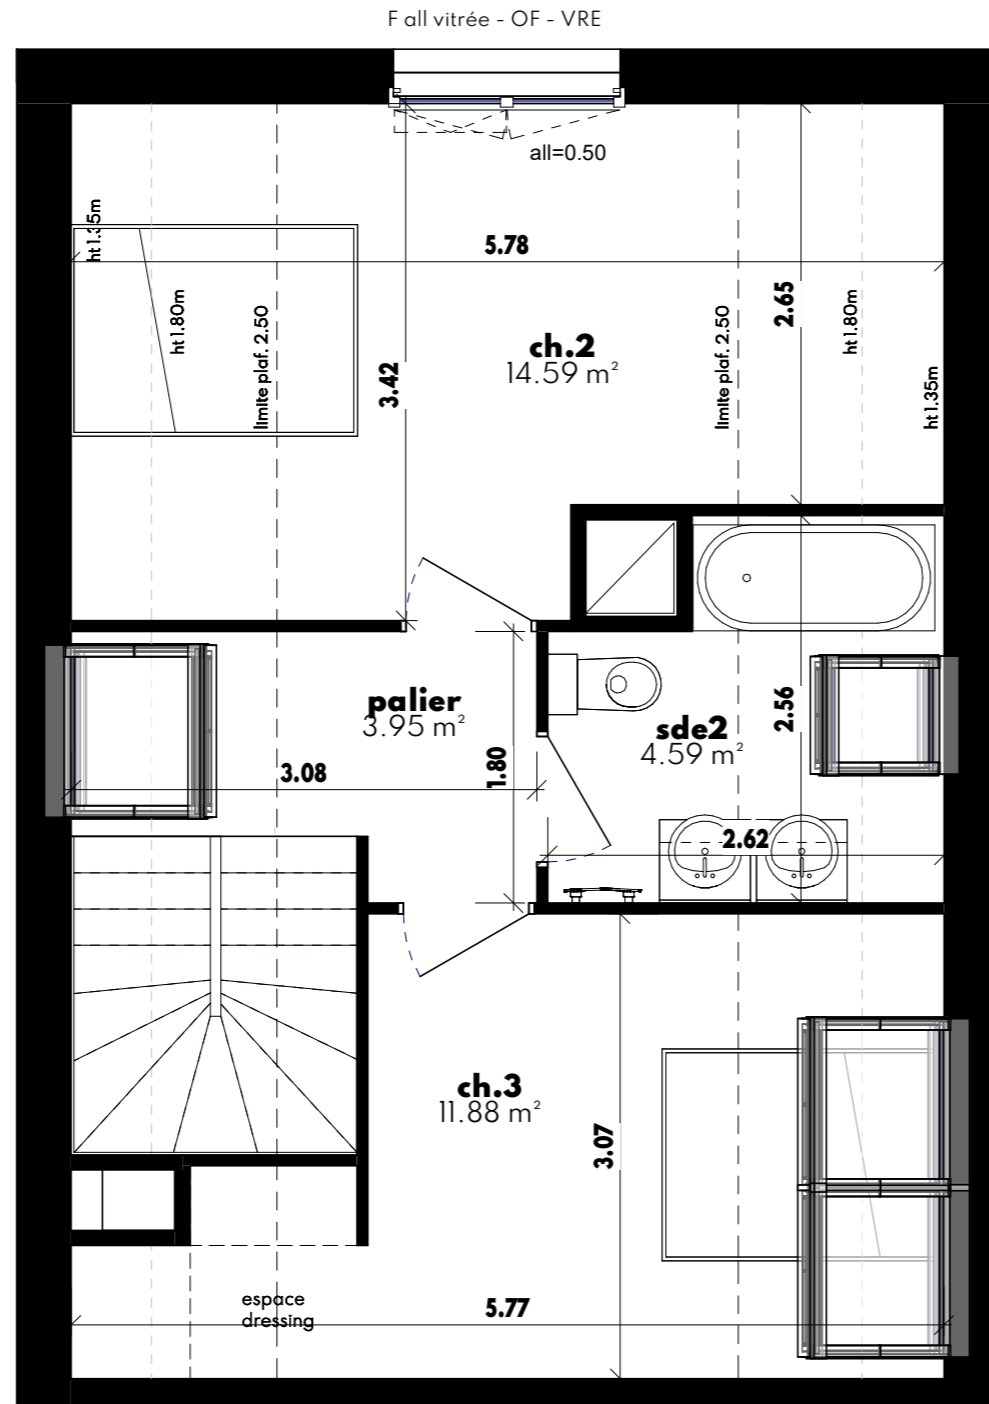 F all vitrée - OF - VRE
all=0.50
ht 1.35m
5.78
ht 1.80m
limite plaf. 2.50
3.42
ch.2
14.59 m²
limite plaf. 2.50
2.65
ht 1.80m
ht 1.35m
palier
3.95 m²
3.08
1.80
sde2
4.59 m²
2.56
2.62
ch.3
11.88 m²
3.07
espace
dressing
5.77